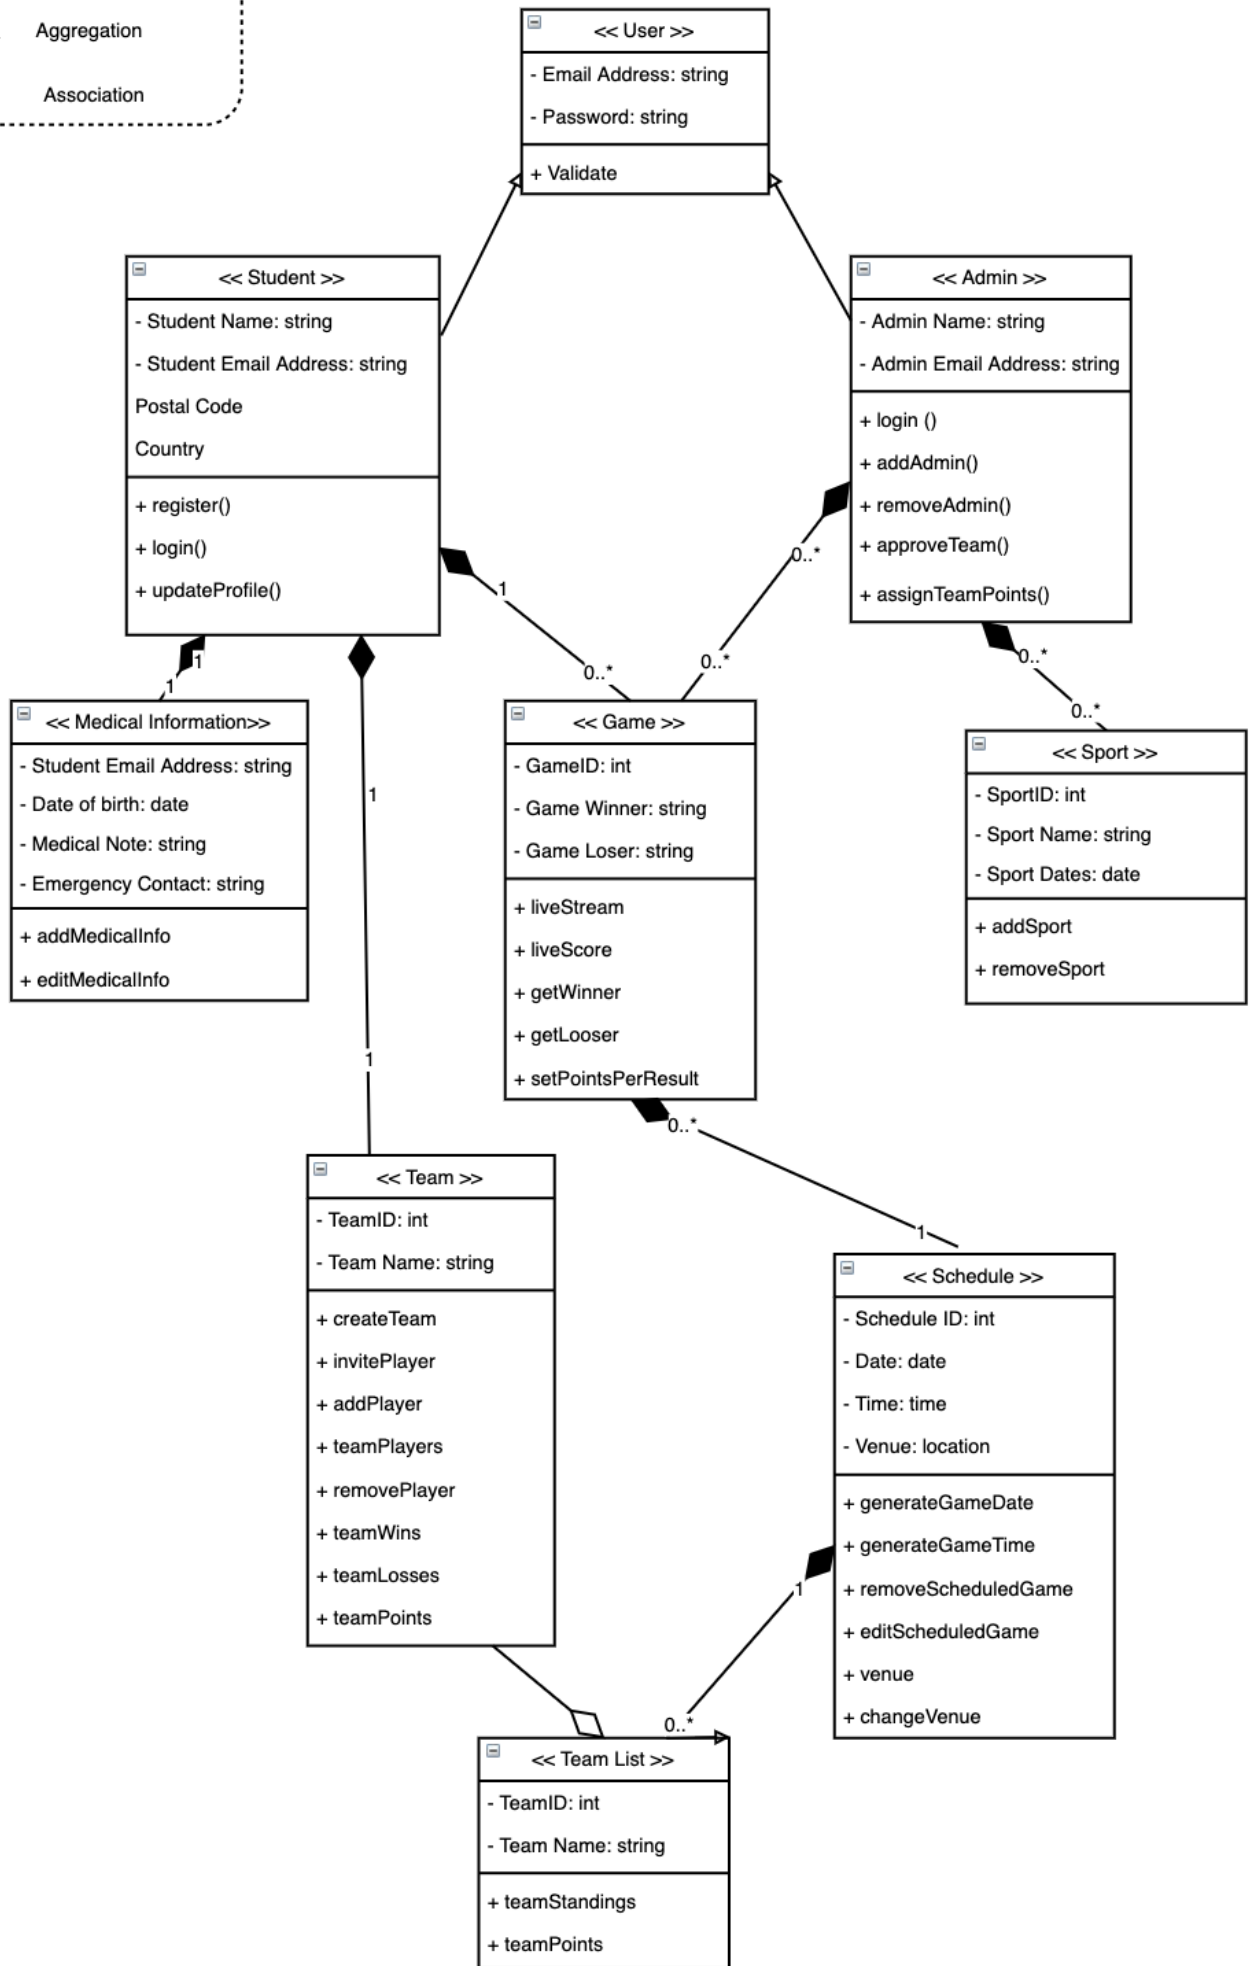 Aggregation
Association
<< User >>
- Email Address: string
- Password: string
+ Validate
<< Student >>
- Student Name: string
- Student Email Address: string
Postal Code
Country
+ register()
+ login()
+ updateProfile()
<< Admin >>
- Admin Name: string
- Admin Email Address: string
+ login ()
+ addAdmin()
+ removeAdmin()
+ approveTeam()
+ assignTeamPoints()
1
0..*
0..*
0..*
0..*
0..*
1
1
1
1
<< Medical Information>>
- Student Email Address: string
- Date of birth: date
- Medical Note: string
- Emergency Contact: string
+ addMedicalInfo
+ editMedicalInfo
<< Game >>
- GameID: int
- Game Winner: string
- Game Loser: string
+ liveStream
+ liveScore
+ getWinner
+ getLooser
+ setPointsPerResult
<< Sport >>
- SportID: int
- Sport Name: string
- Sport Dates: date
+ addSport
+ removeSport
0..*
1
<< Team >>
- TeamID: int
- Team Name: string
+ createTeam
+ invitePlayer
+ addPlayer
+ teamPlayers
+ removePlayer
+ teamWins
+ teamLosses
+ teamPoints
<< Schedule >>
- Schedule ID: int
- Date: date
- Time: time
- Venue: location
+ generateGameDate
+ generateGameTime
+ removeScheduledGame
+ editScheduledGame
+ venue
+ changeVenue
1
0..*
<< Team List >>
- TeamID: int
- Team Name: string
+ teamStandings
+ teamPoints